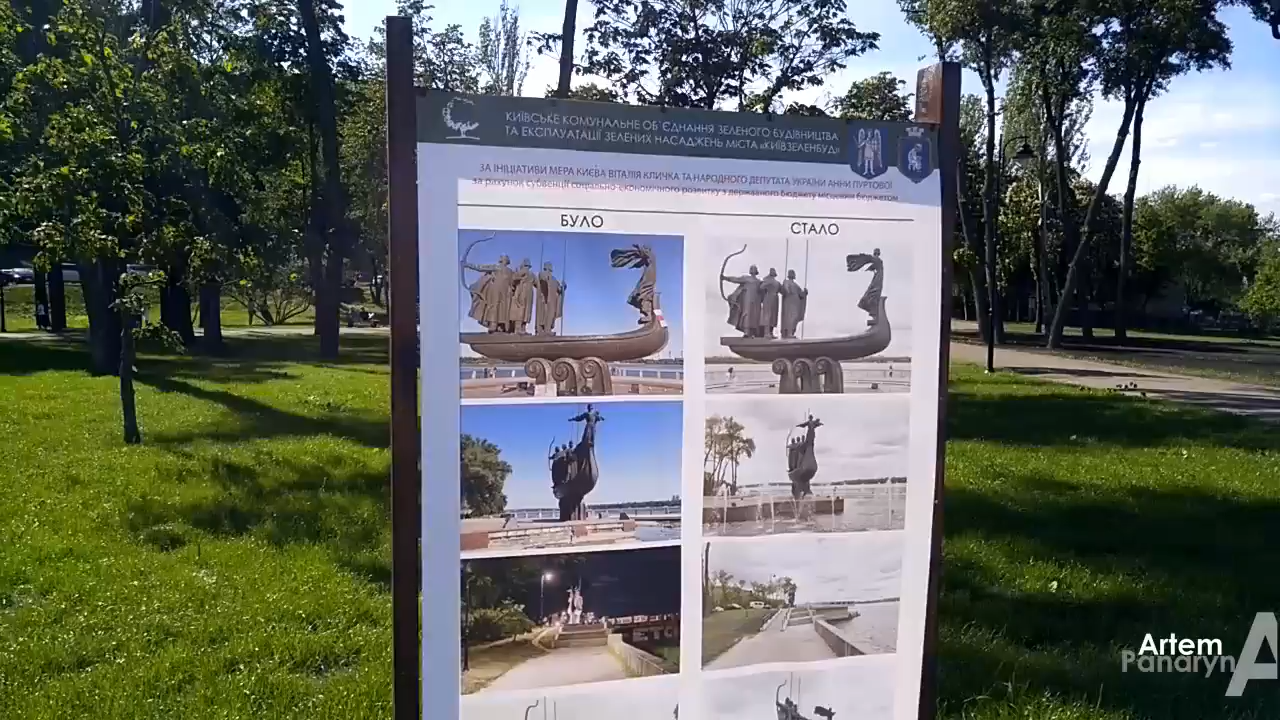 КИЇВСЬКЕ КОМУНАЛЬНЕ ОБ'ЄДНАННЯ ЗЕЛЕНОГО БУДІВНИЦТВА
ТА ЕКСПЛУАТАЦІЇ ЗЕЛЕНИХ НАСАДЖЕНЬ МІСТА «КИЇВЗЕЛЕНБУД»
ЗА ІНІЦІАТИВИ МЕРА КИЄВА ВІТАЛІЯ КЛИЧКА ТА НАРОДНОГО ДЕПУТАТА УКРАЇНИ АННИ ПУРТОВОЇ
за рахунок субвенції соціально-економічного розвитку з державного бюджету місцевим бюджетам
БУЛО
СТАЛО
Artem
Panaryn